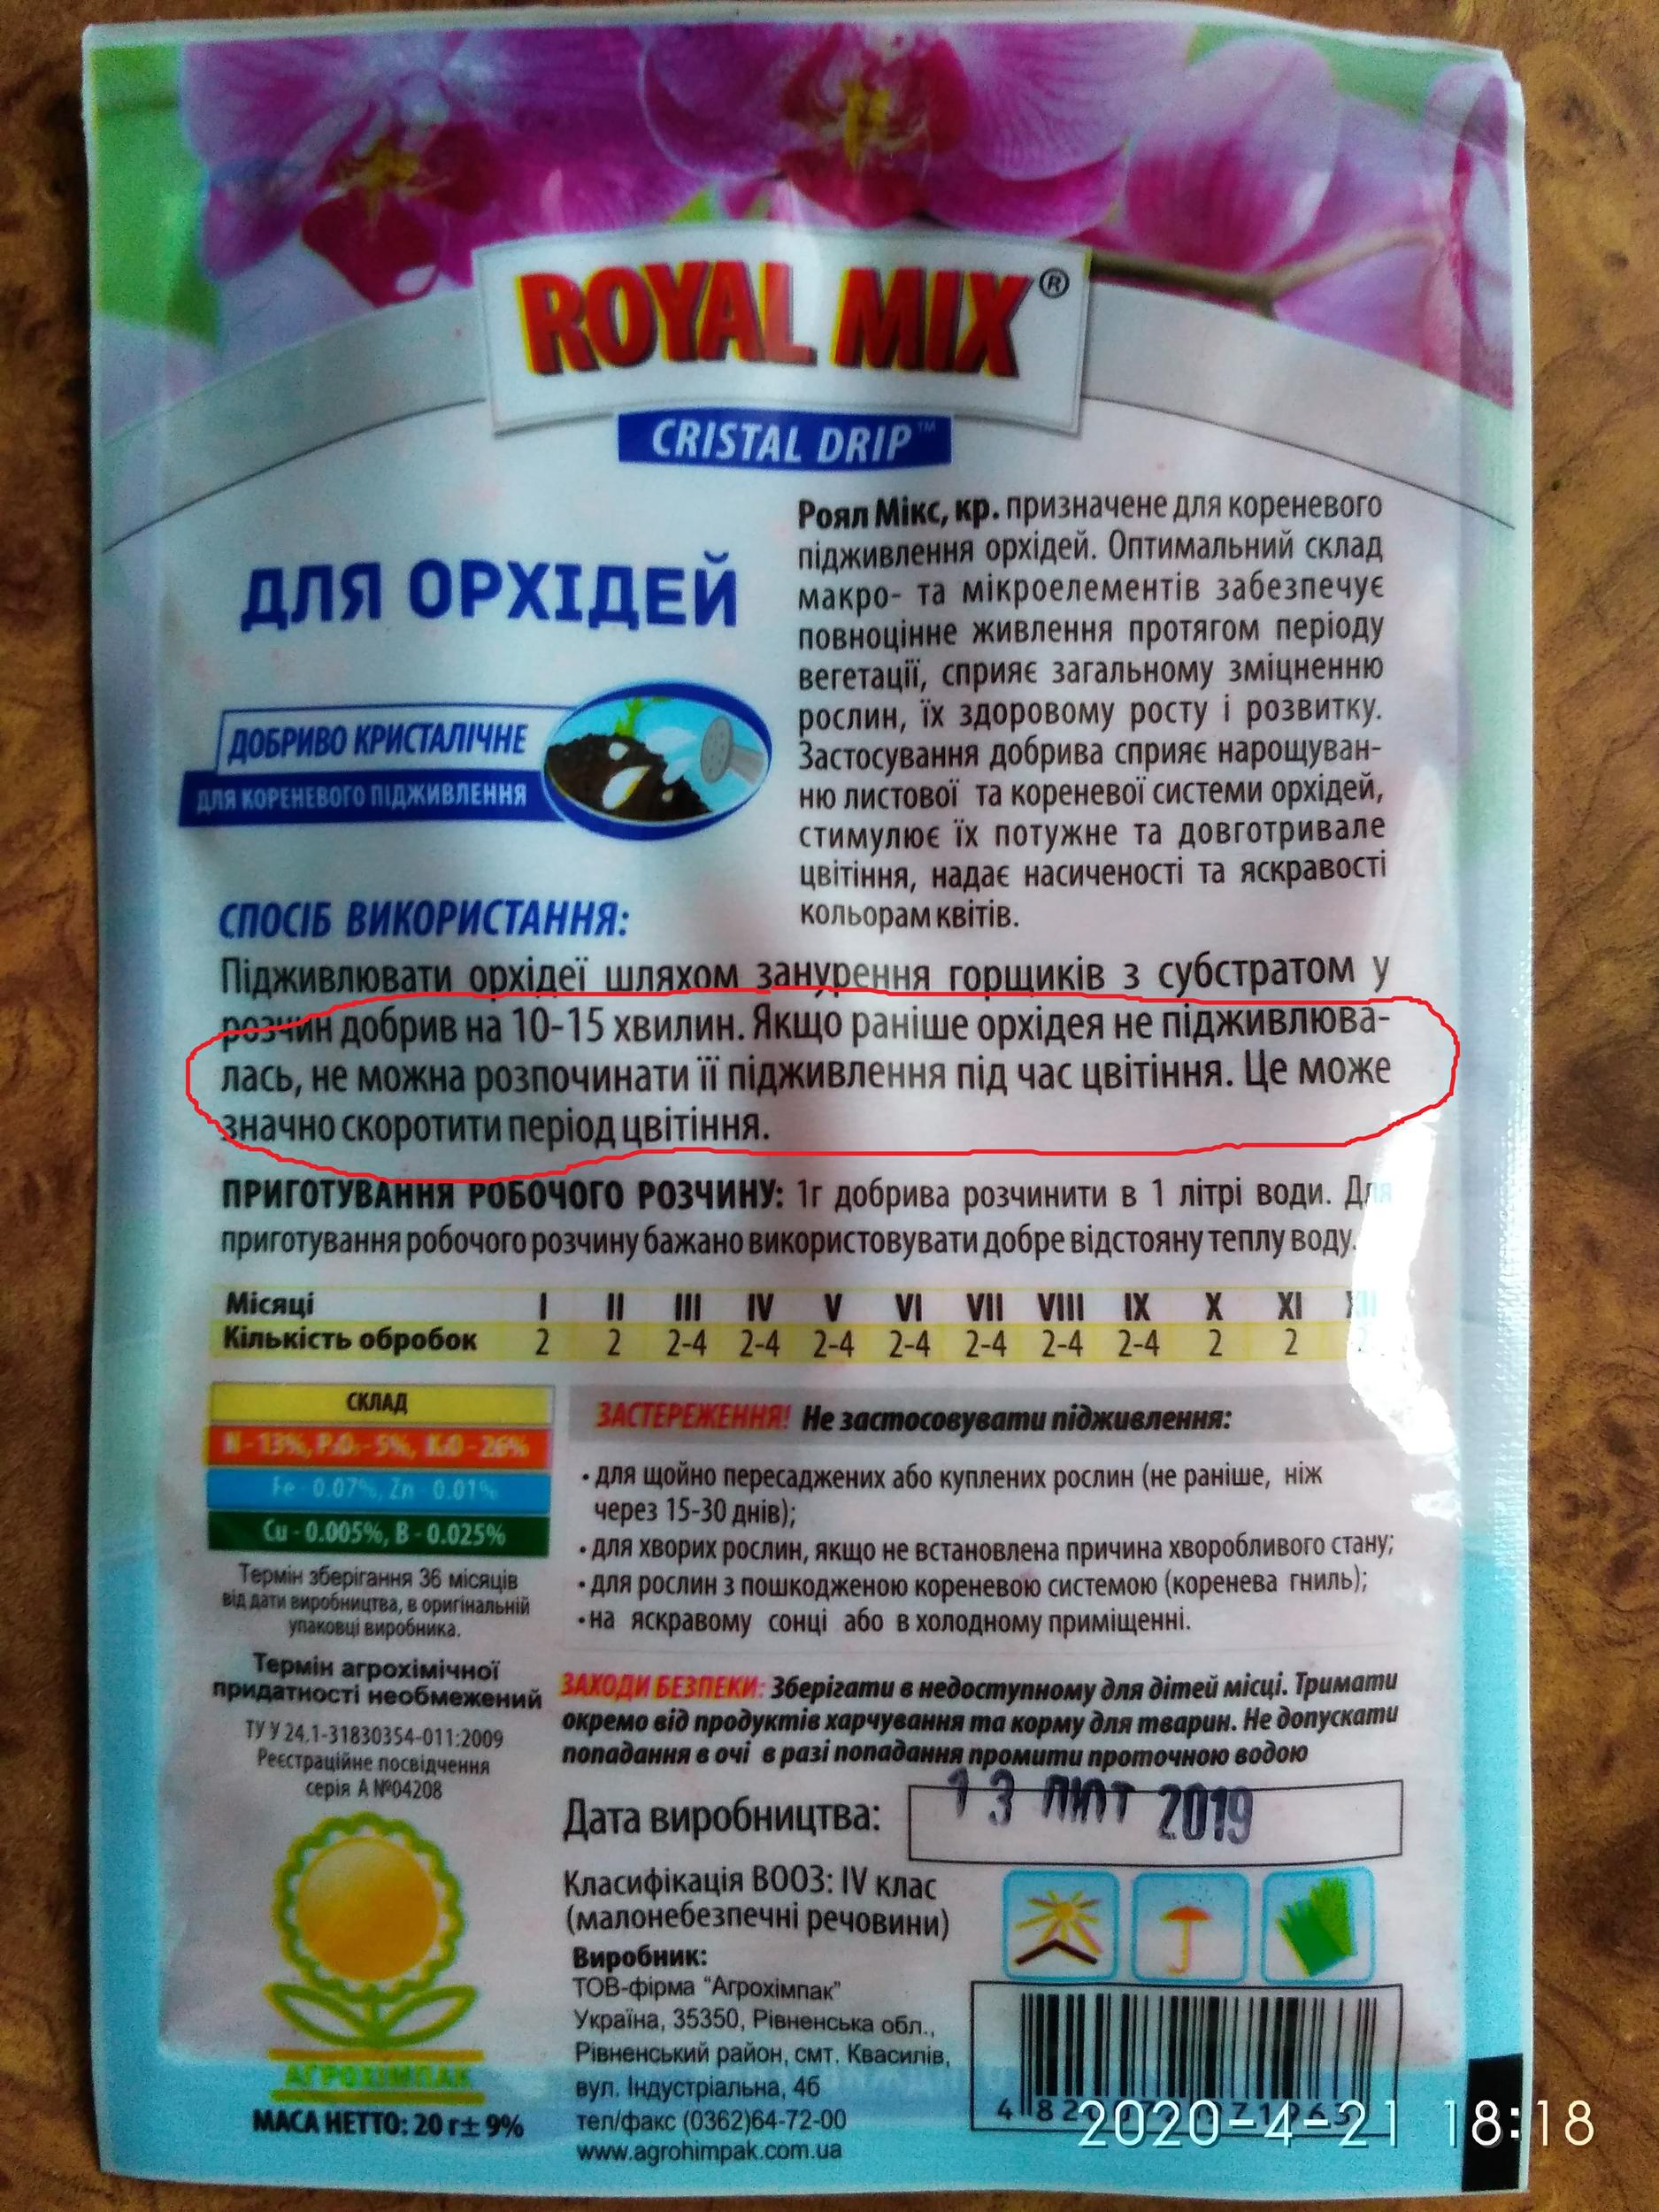 ROYAL MIX®
CRISTAL DRIP™
ДЛЯ ОРХІДЕЙ
ДОБРИВО КРИСТАЛІЧНЕ
ДЛЯ КОРЕНЕВОГО ПІДЖИВЛЕННЯ
Роял Мікс, кр. призначене для кореневого
підживлення орхідей. Оптимальний склад
макро- та мікроелементів забезпечує
повноцінне живлення протягом періоду
вегетації, сприяє загальному зміцненню
рослин, їх здоровому росту і розвитку.
Застосування добрива сприяє нарощуван-
ню листової та кореневої системи орхідей,
стимулює їх потужне та довготривале
цвітіння, надає насиченості та яскравості
кольорам квітів.
СПОСІБ ВИКОРИСТАННЯ:
Підживлювати орхідеї шляхом занурення горщиків з субстратом у
розчин добрив на 10-15 хвилин. Якщо раніше орхідея не підживлюва-
лась, не можна розпочинати її підживлення під час цвітіння. Це може
значно скоротити період цвітіння.
ПРИГОТУВАННЯ РОБОЧОГО РОЗЧИНУ: 1г добрива розчинити в 1 літрі води. Для
приготування робочого розчину бажано використовувати добре відстояну теплу воду.
Місяці I II III IV V VI VII VIII IX X XI XII
Кількість обробок 2 2 2-4 2-4 2-4 2-4 2-4 2-4 2-4 2 2 2
СКЛАД
N - 13%, P₂O₅ - 5%, K₂O - 26%
Fe - 0.07%, Zn - 0.01%
Cu - 0.005%, B - 0.025%
Термін зберігання 36 місяців
від дати виробництва, в оригінальній
упаковці виробника.
Термін агрохімічної
придатності необмежений
ТУ У 24.1-31830354-011:2009
Реєстраційне посвідчення
серія А №04208
АГРОХІМПАК
МАСА НЕТТО: 20 г± 9%
ЗАСТЕРЕЖЕННЯ! Не застосовувати підживлення:
• для щойно пересаджених або куплених рослин (не раніше, ніж
через 15-30 днів);
• для хворих рослин, якщо не встановлена причина хворобливого стану;
• для рослин з пошкодженою кореневою системою (коренева гниль);
• на яскравому сонці або в холодному приміщенні.
ЗАХОДИ БЕЗПЕКИ: Зберігати в недоступному для дітей місці. Тримати
окремо від продуктів харчування та корму для тварин. Не допускати
попадання в очі в разі попадання промити проточною водою
Дата виробництва: 13 ЛЮТ 2019
Класифікація ВООЗ: IV клас
(малонебезпечні речовини)
Виробник:
ТОВ-фірма "Агрохімпак"
Україна, 35350, Рівненська обл.,
Рівненський район, смт. Квасилів,
вул. Індустріальна, 4б
тел/факс (0362)64-72-00
www.agrohimpak.com.ua
2020-4-21 18:18